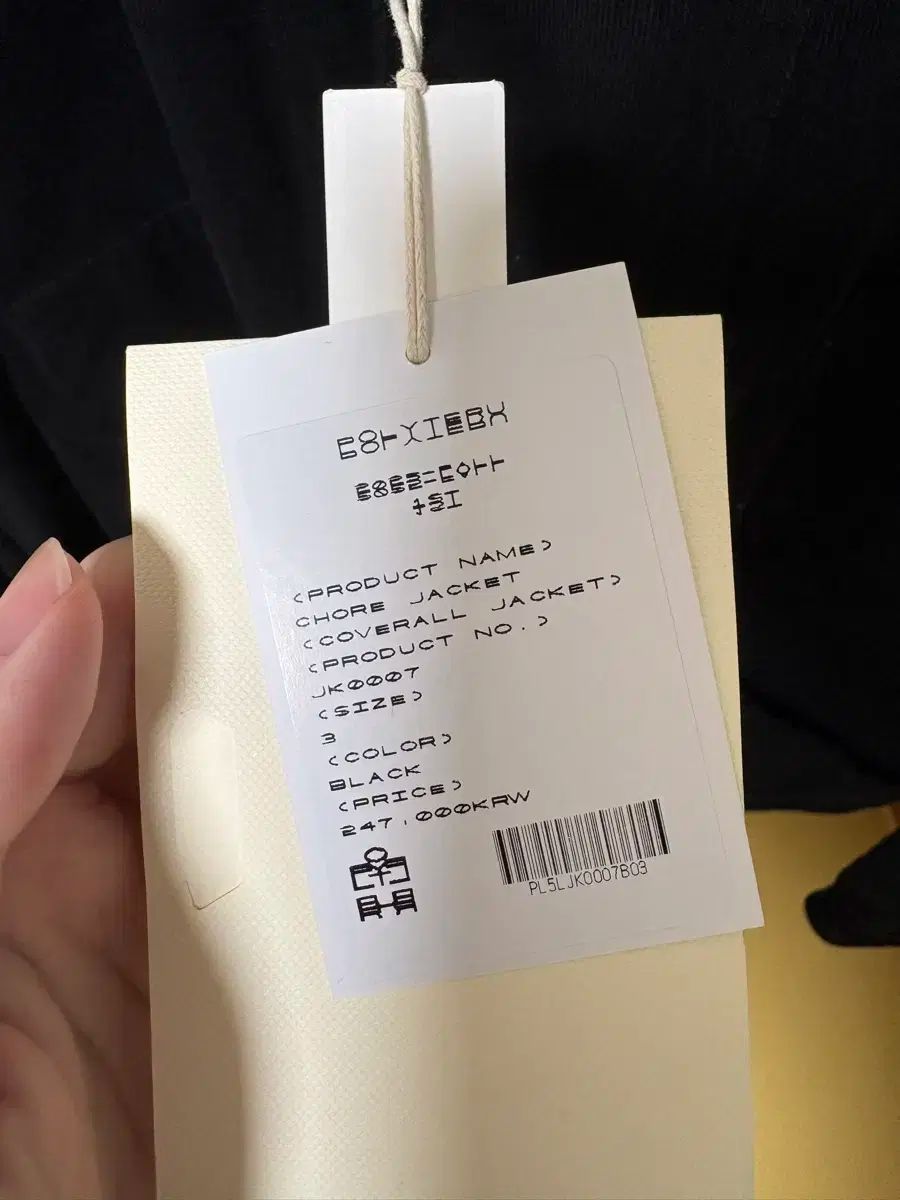 <PRODUCT NAME>
CHORE JACKET
<COVERALL JACKET>
<PRODUCT NO.>
JK0007
<SIZE>
3
<COLOR>
BLACK
<PRICE>
247,000KRW
PL5LJK0007B03